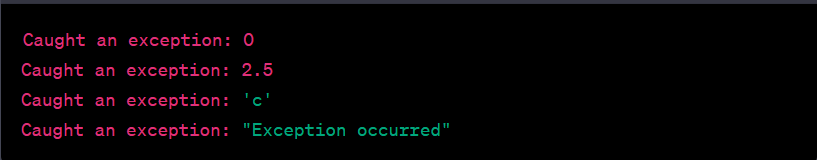 Caught an exception: 0
Caught an exception: 2.5
Caught an exception: 'c'
Caught an exception: "Exception occurred"